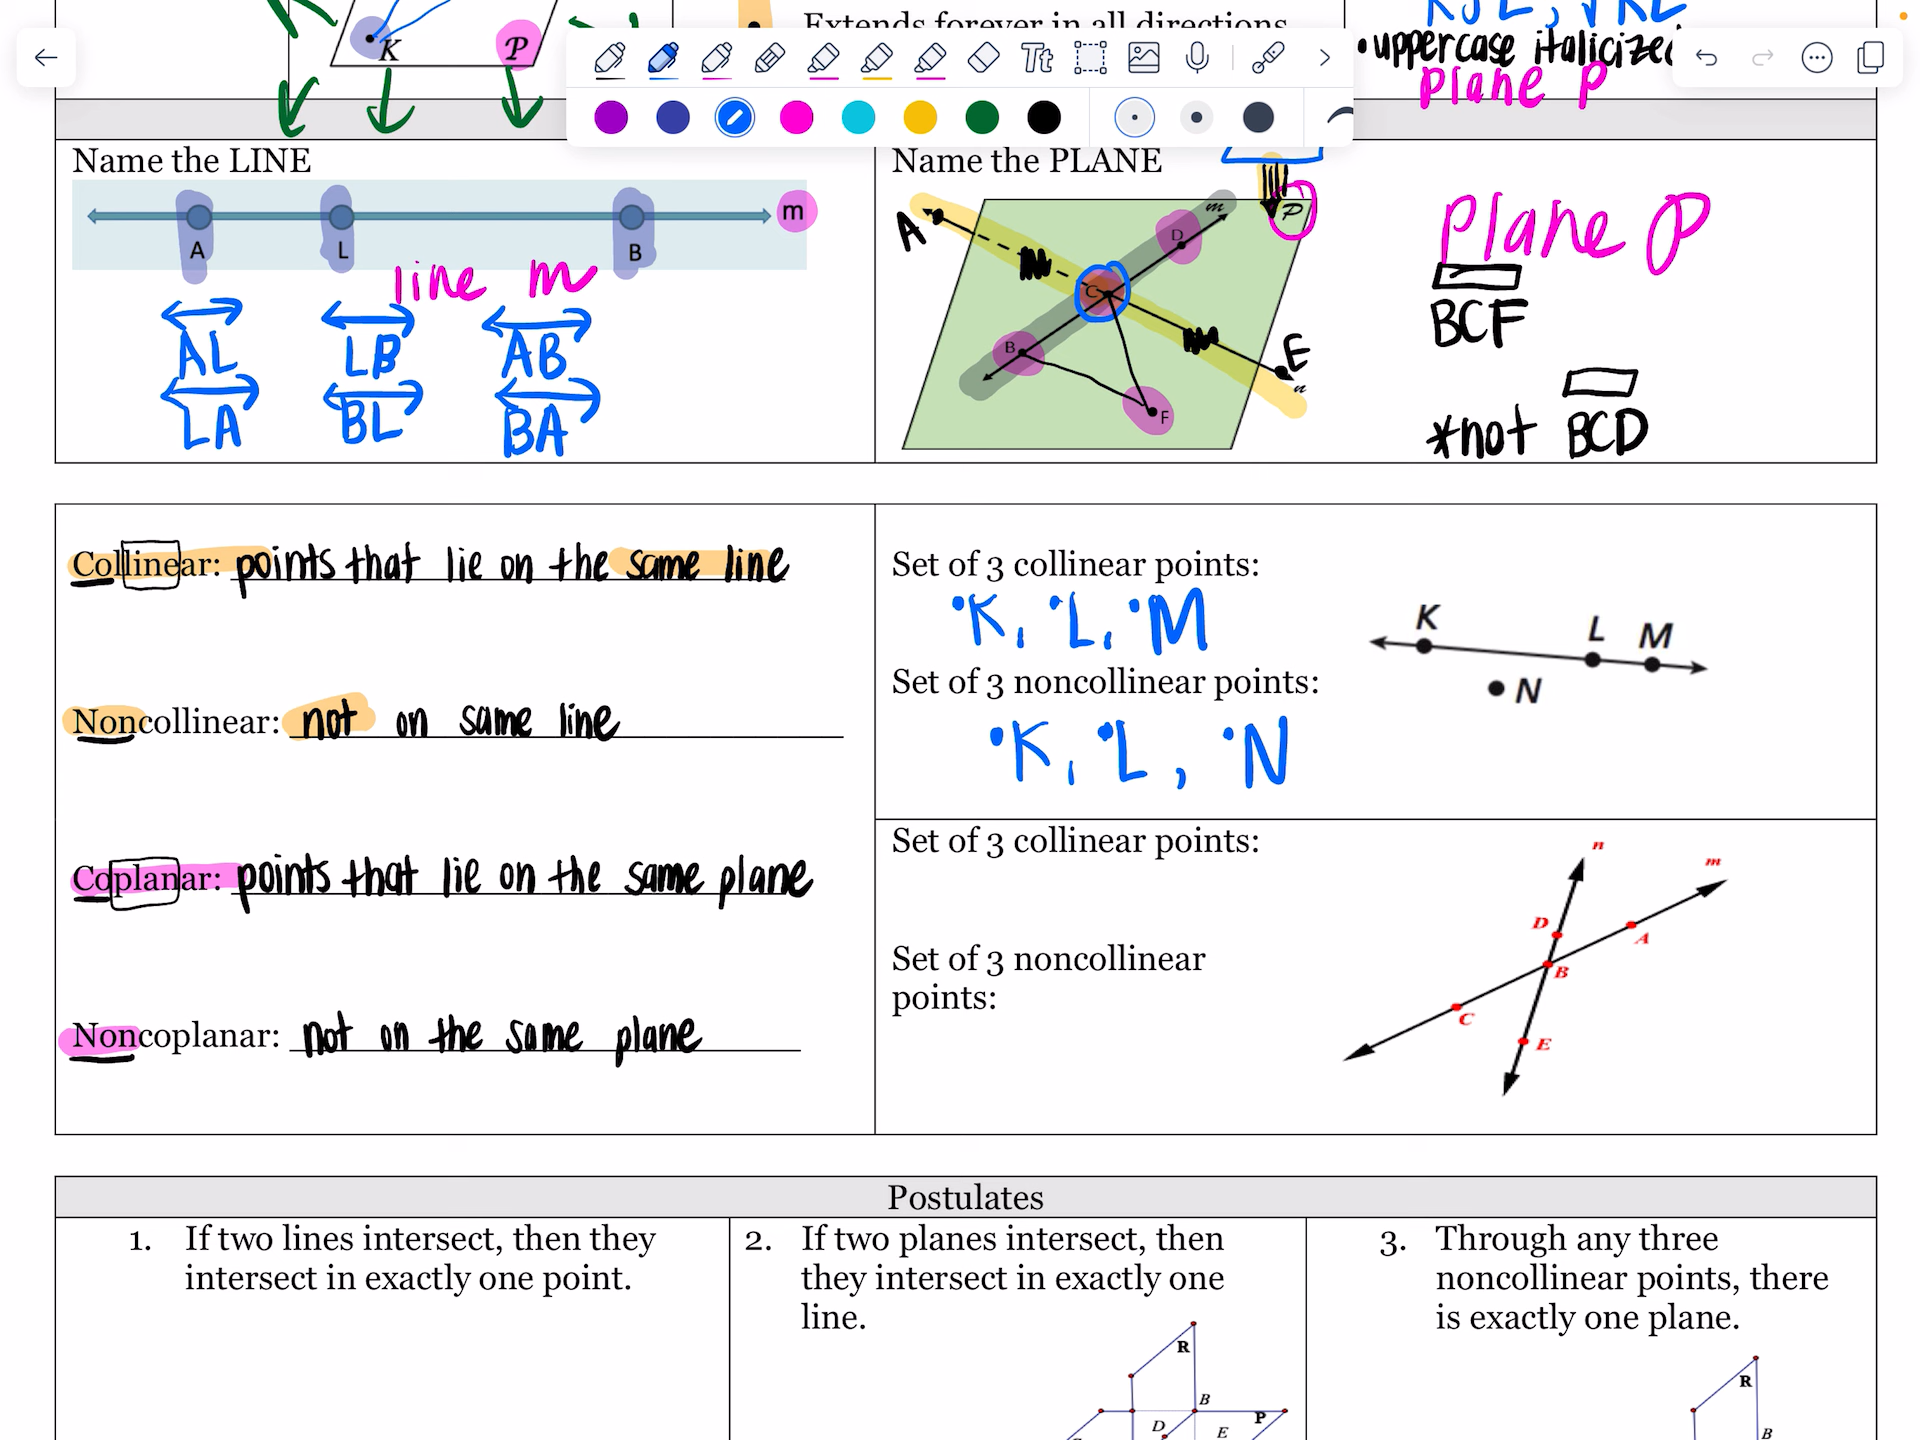 K
P
Extends forever in all directions
•uppercase italicized
plane P
Tt
Name the LINE
A L B m
line m
AL LB AB
LA BL BA
Name the PLANE
A m D P
C
B E
F n
Plane P
BCF
*not BCD
Collinear: points that lie on the same line
Noncollinear: not on same line
Coplanar: points that lie on the same plane
Noncoplanar: not on the same plane
Set of 3 collinear points:
•K, •L, •M
Set of 3 noncollinear points:
•K, •L, •N
K L M
N
Set of 3 collinear points:
Set of 3 noncollinear
points:
n m
D A
B
C
E
Postulates
1. If two lines intersect, then they
intersect in exactly one point.
2. If two planes intersect, then
they intersect in exactly one
line.
R
B
D E P
3. Through any three
noncollinear points, there
is exactly one plane.
R
B